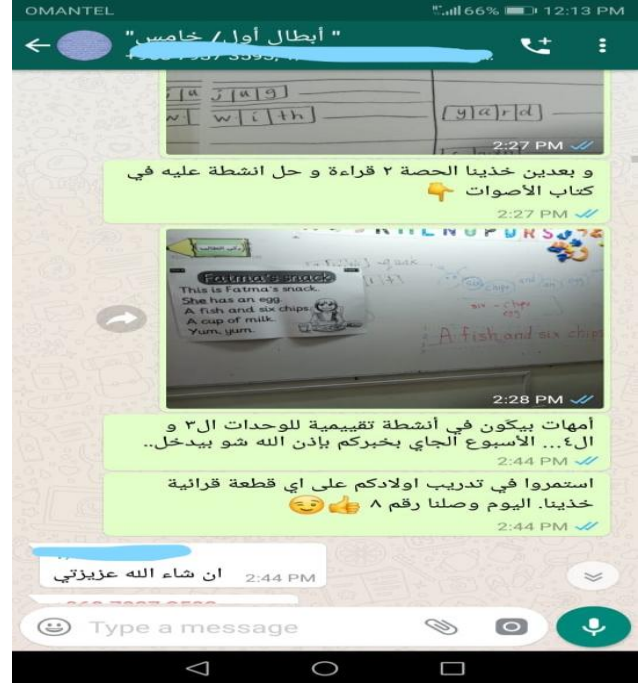 OMANTEL
66% 12:13 PM
" أبطال أول/ خامس"
j a g
w i th
y a r d
2:27 PM
و بعدين خذينا الحصة ٢ قراءة و حل انشطة عليه في
كتاب الأصوات 👇
2:27 PM
Fatma's snack
This is Fatma's snack.
She has an egg.
A fish and six chips.
A cup of milk.
Yum, yum.
A fish and six chips
2:28 PM
أمهات بيكون في أنشطة تقييمية للوحدات ال٣ و
ال٤... الأسبوع الجاي بخبركم بإذن الله شو بيدخل..
2:44 PM
استمروا في تدريب اولادكم على اي قطعة قرائية
خذينا. اليوم وصلنا رقم ٨ 👍😉
2:44 PM
ان شاء الله عزيزتي
2:44 PM
Type a message